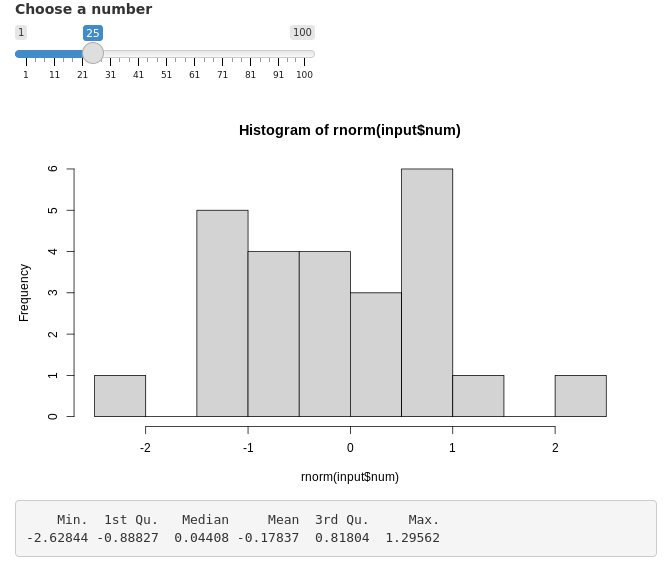 Choose a number
1 25 100
1 11 21 31 41 51 61 71 81 91 100
Histogram of rnorm(input$num)
6
5
4
3
2
1
0
Frequency
-2 -1 0 1 2
rnorm(input$num)
Min. 1st Qu. Median Mean 3rd Qu. Max.
-2.62844 -0.88827 0.04408 -0.17837 0.81804 1.29562